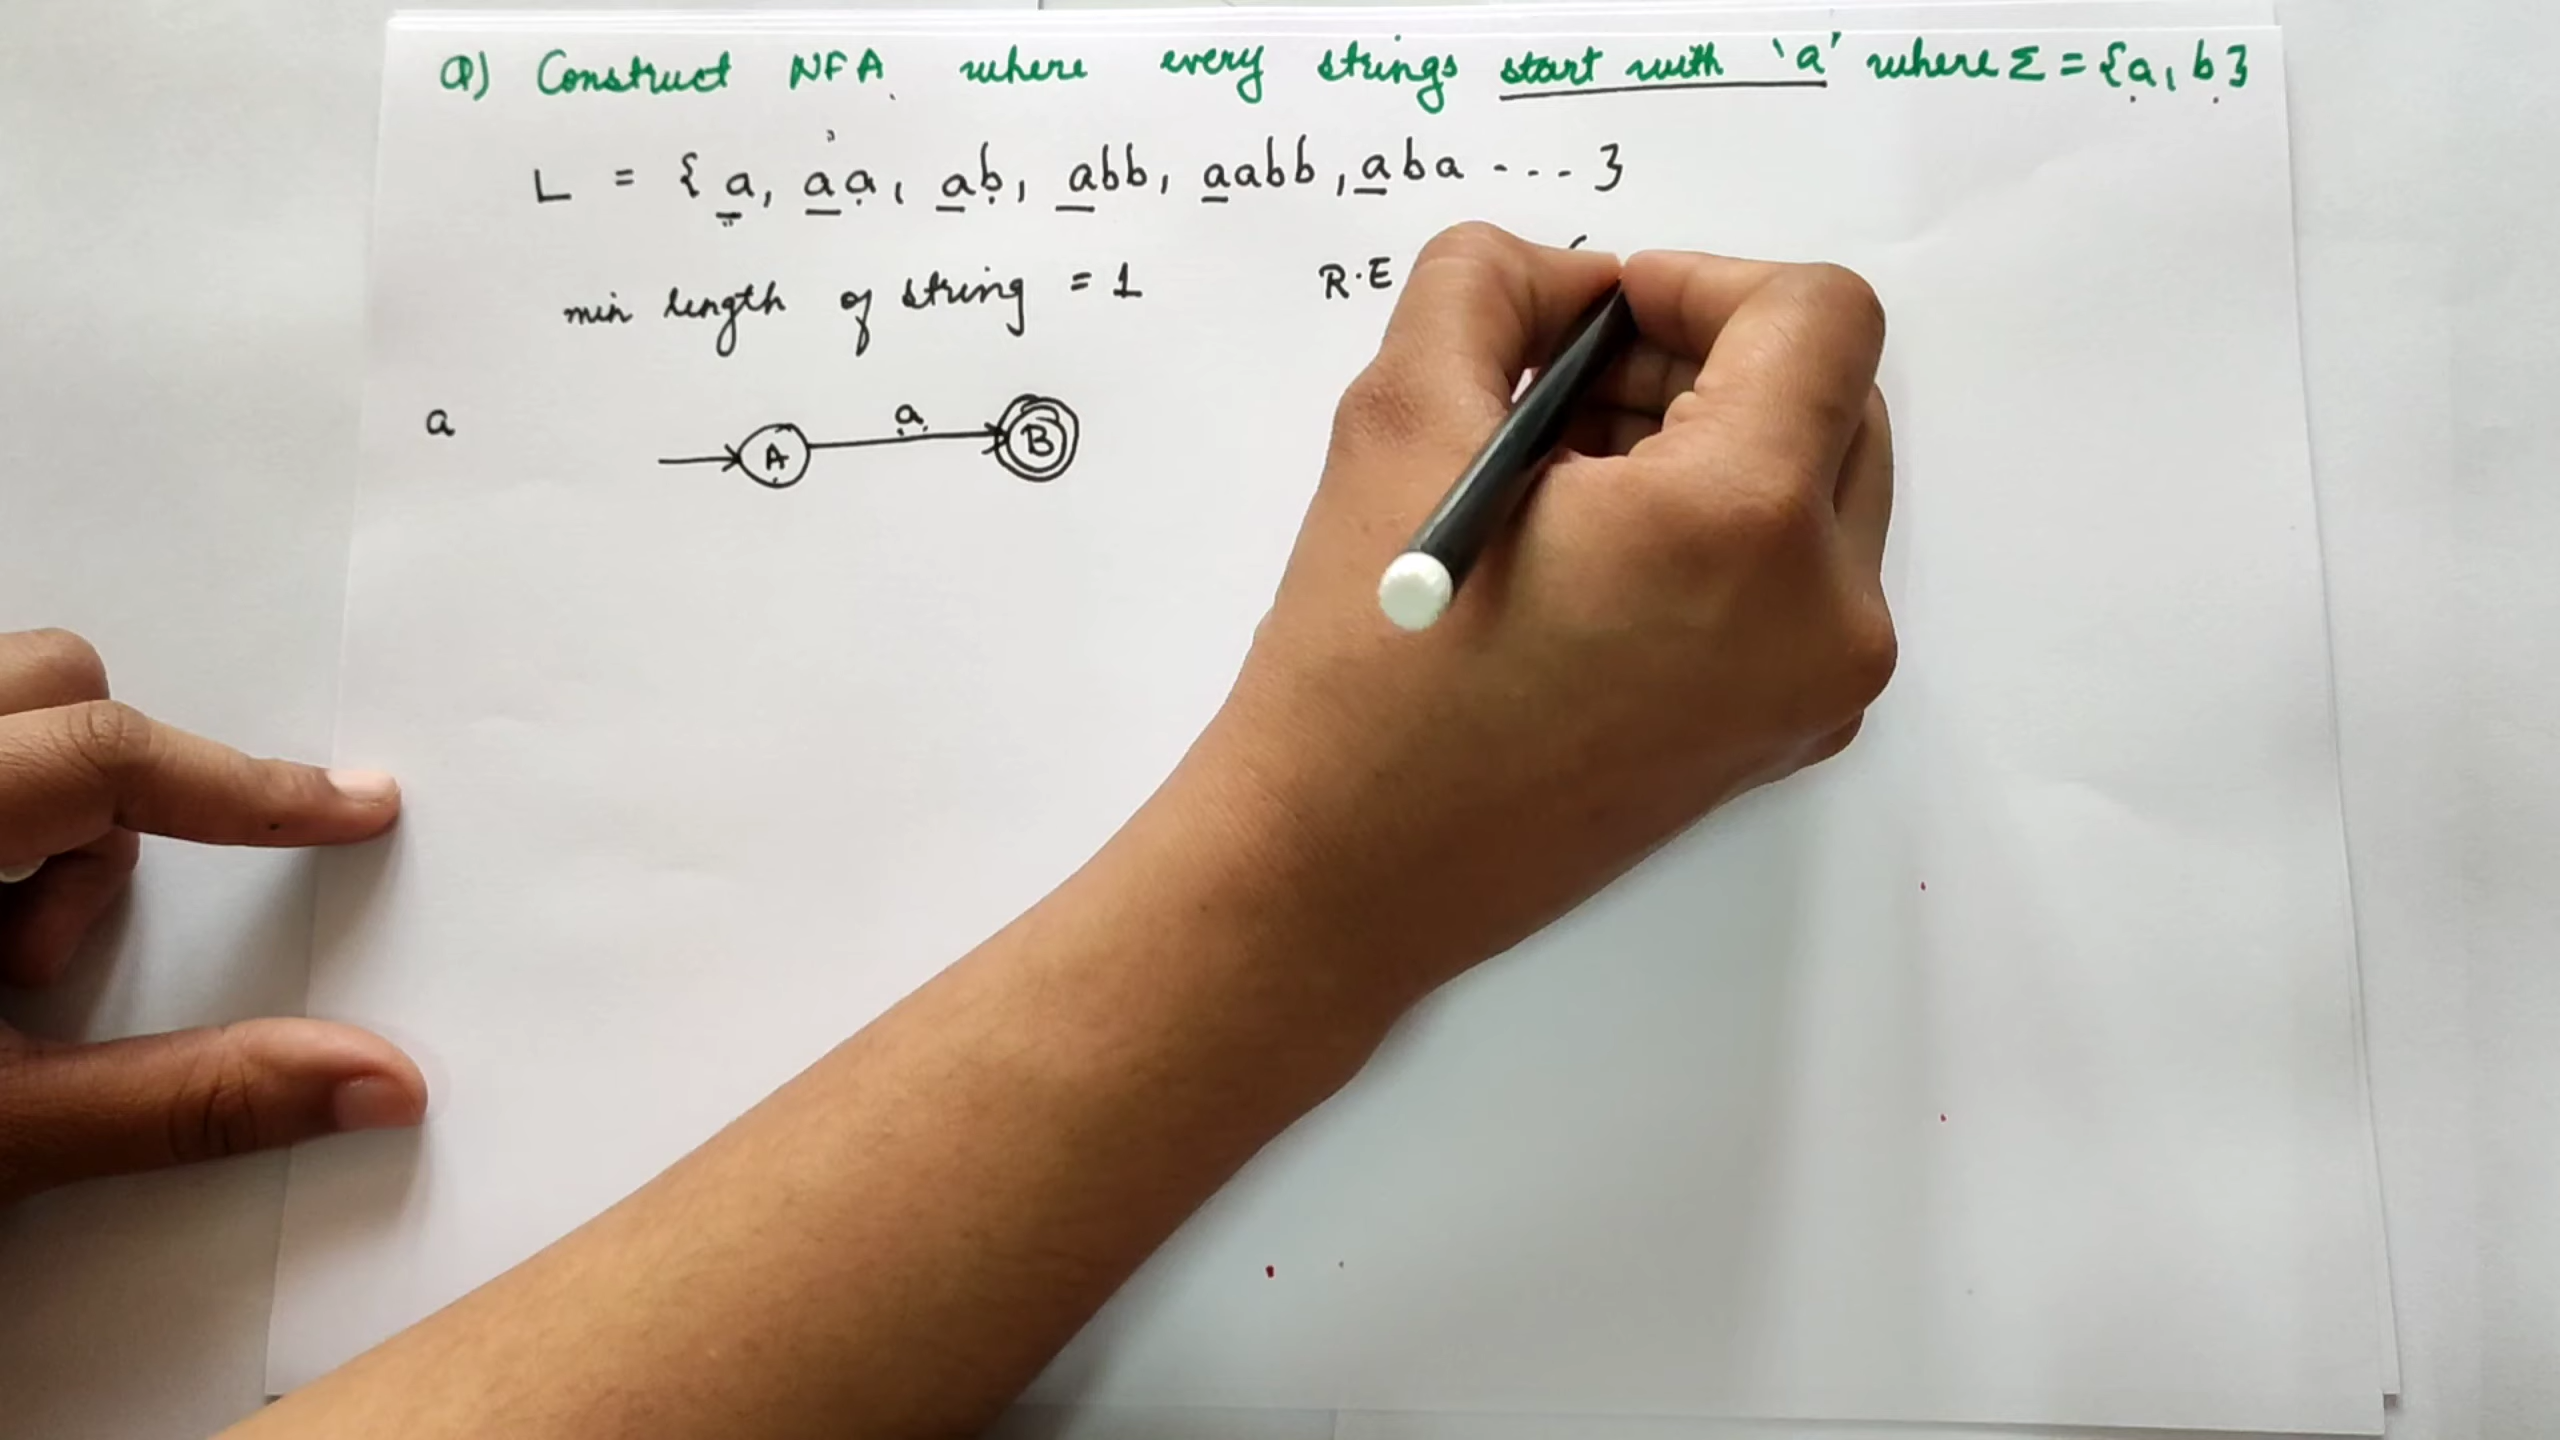 Q) Construct NFA where every strings start with 'a' where Σ = {a, b}
L = { a, aa, ab, abb, aabb, aba - - - }
min length of string = 1
R.E
a
A a B